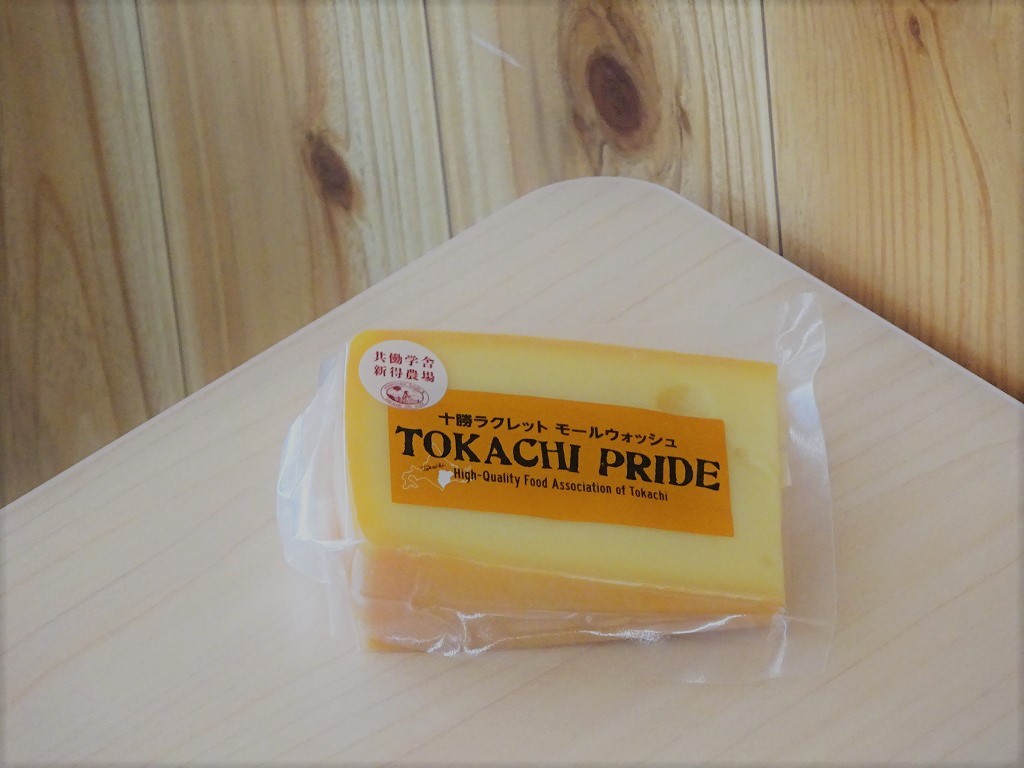 共働学舎
新得農場
十勝ラクレット モールウォッシュ
TOKACHI PRIDE
High-Quality Food Association of Tokachi